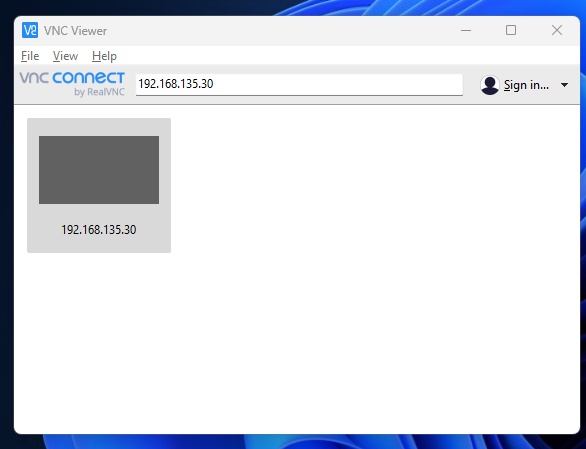 VNC Viewer
File View Help
vnc connect
by RealVNC
192.168.135.30
Sign in...
192.168.135.30